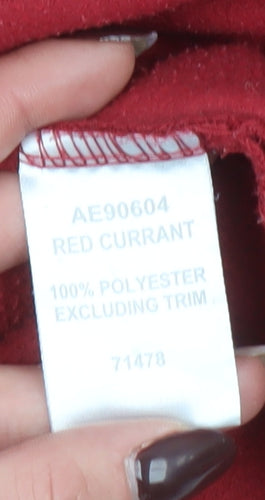 AE90604
RED CURRANT
100% POLYESTER
EXCLUDING TRIM
71478